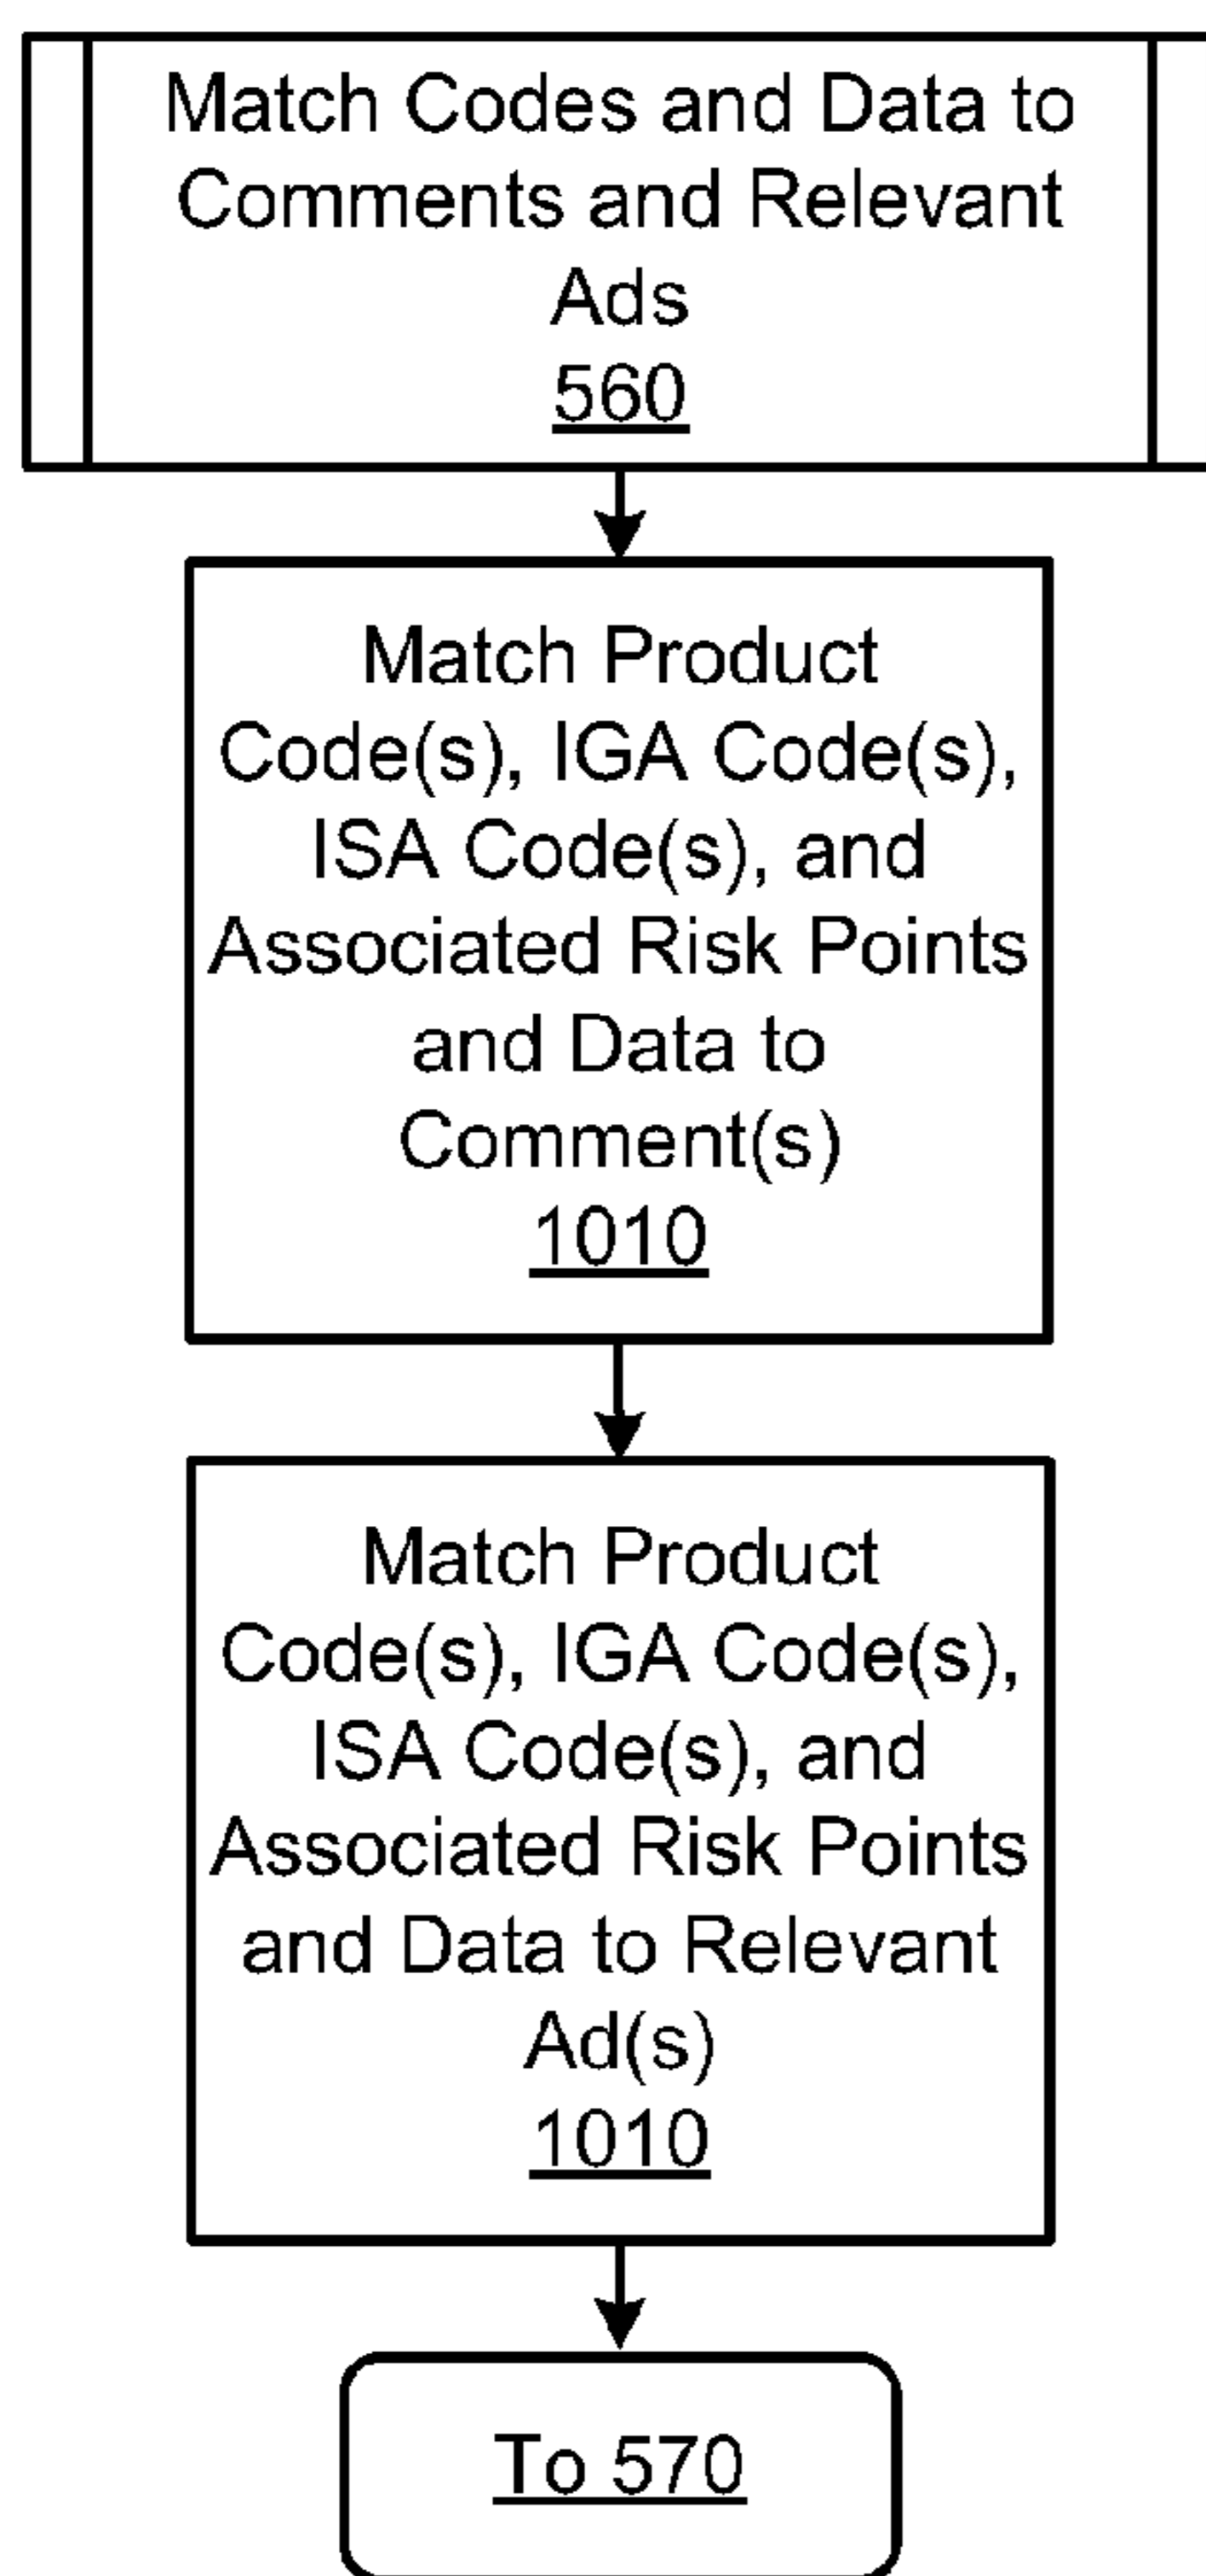 Match Codes and Data to
Comments and Relevant
Ads
560
Match Product
Code(s), IGA Code(s),
ISA Code(s), and
Associated Risk Points
and Data to
Comment(s)
1010
Match Product
Code(s), IGA Code(s),
ISA Code(s), and
Associated Risk Points
and Data to Relevant
Ad(s)
1010
To 570